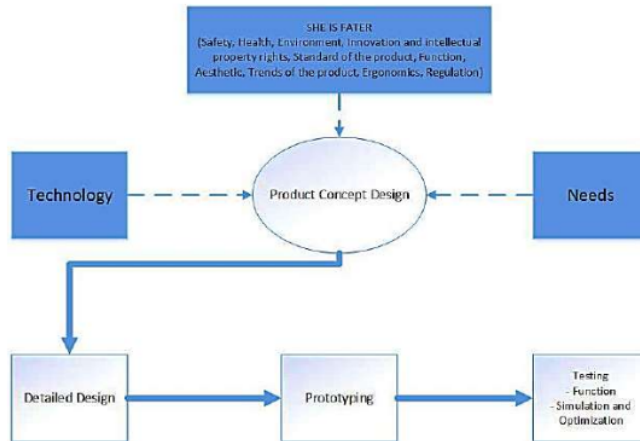 SHE IS FATER
(Safety, Health, Environment, Innovation and intellectual
property rights, Standard of the product, Function,
Aesthetic, Trends of the product, Ergonomics, Regulation)
Technology
Product Concept Design
Needs
Detailed Design
Prototyping
Testing
- Function
- Simulation and
Optimization